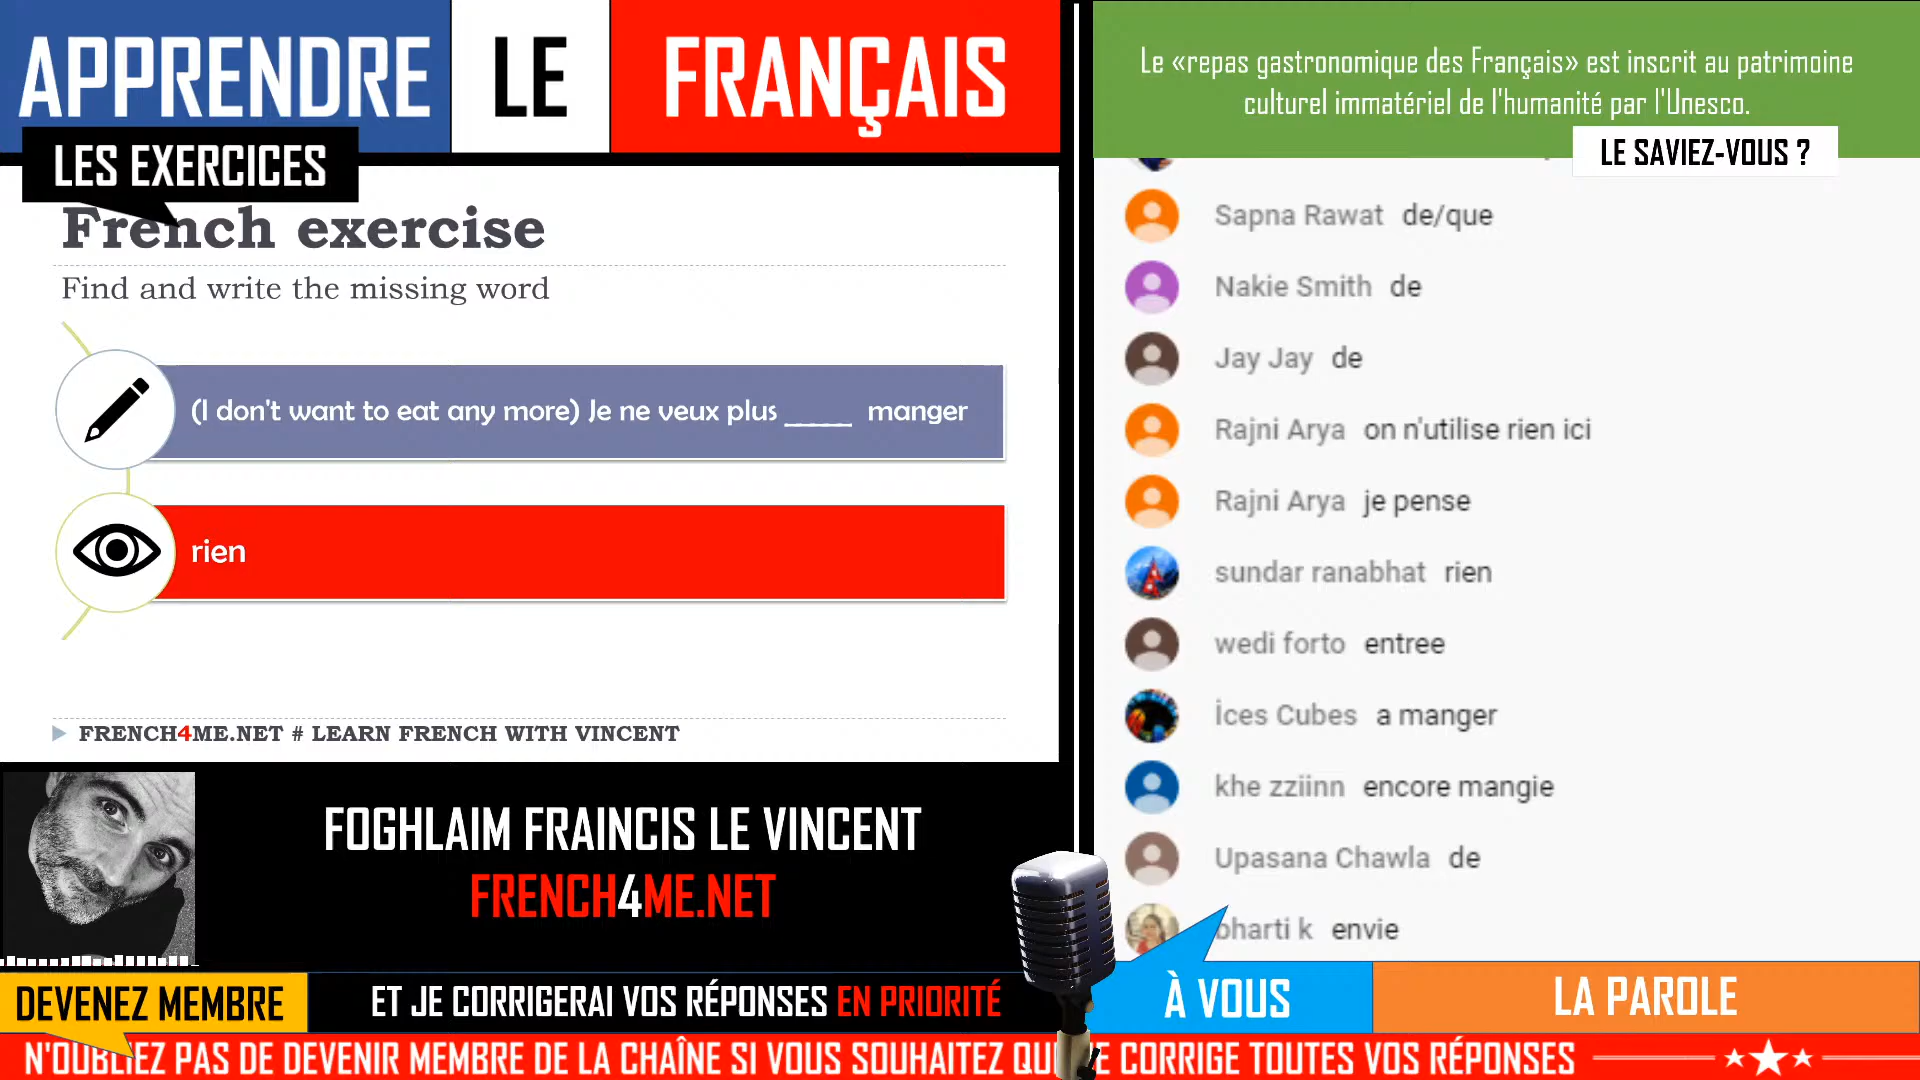 APPRENDRE LE FRANÇAIS
LES EXERCICES
French exercise
Find and write the missing word
(I don't want to eat any more) Je ne veux plus _____ manger
rien
FRENCH4ME.NET # LEARN FRENCH WITH VINCENT
FOGHLAIM FRAINCIS LE VINCENT
FRENCH4ME.NET
DEVENEZ MEMBRE
ET JE CORRIGERAI VOS RÉPONSES EN PRIORITÉ
Le «repas gastronomique des Français» est inscrit au patrimoine
culturel immatériel de l'humanité par l'Unesco.
LE SAVIEZ-VOUS ?
Sapna Rawat de/que
Nakie Smith de
Jay Jay de
Rajni Arya on n'utilise rien ici
Rajni Arya je pense
sundar ranabhat rien
wedi forto entree
İces Cubes a manger
khe zziinn encore mangie
Upasana Chawla de
bharti k envie
À VOUS
LA PAROLE
N'OUBLIEZ PAS DE DEVENIR MEMBRE DE LA CHAÎNE SI VOUS SOUHAITEZ QUE JE CORRIGE TOUTES VOS RÉPONSES